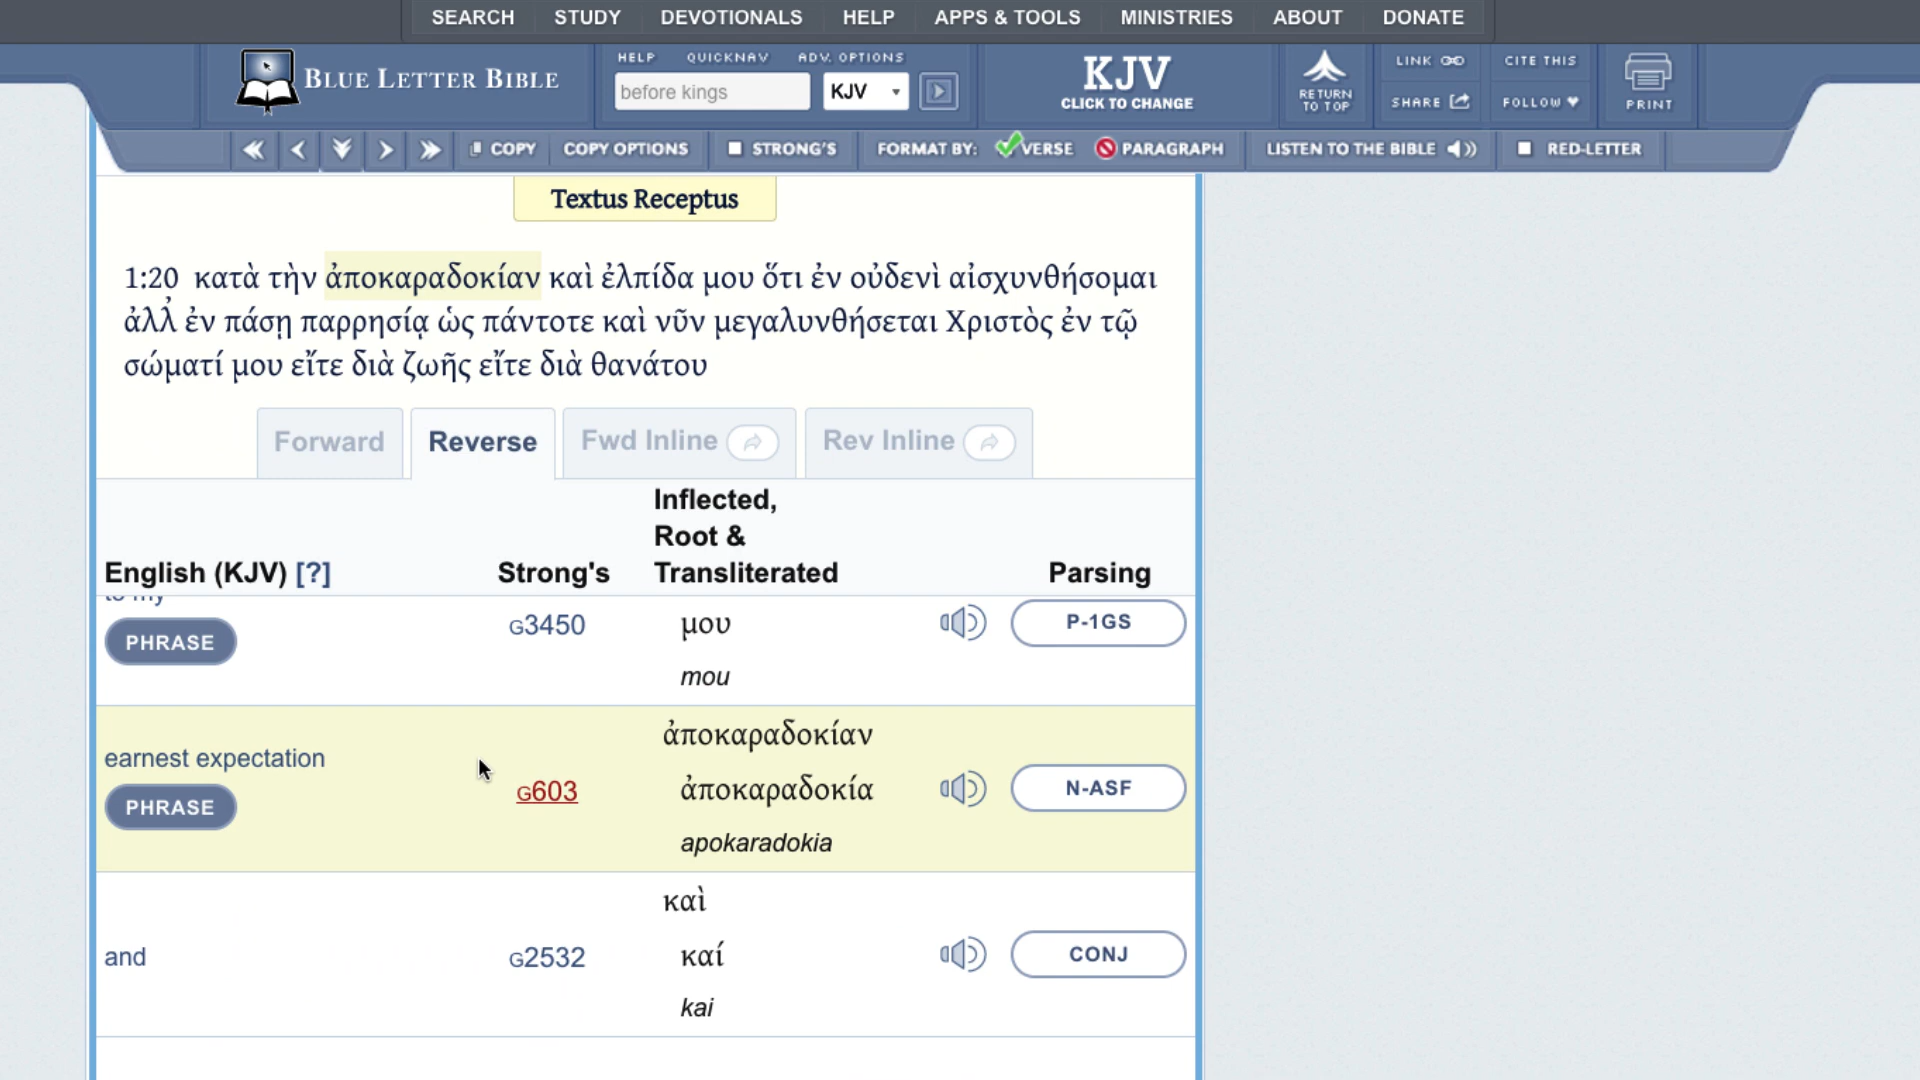 SEARCH STUDY DEVOTIONALS HELP APPS & TOOLS MINISTRIES ABOUT DONATE
BLUE LETTER BIBLE
HELP QUICKNAV ADV. OPTIONS
before kings KJV
KJV
CLICK TO CHANGE
RETURN
TO TOP
LINK
SHARE
CITE THIS
FOLLOW
PRINT
COPY COPY OPTIONS STRONG'S FORMAT BY: VERSE PARAGRAPH LISTEN TO THE BIBLE RED-LETTER
Textus Receptus
1:20 κατὰ τὴν ἀποκαραδοκίαν καὶ ἐλπίδα μου ὅτι ἐν οὐδενὶ αἰσχυνθήσομαι
ἀλλ̓ ἐν πάσῃ παρρησίᾳ ὡς πάντοτε καὶ νῦν μεγαλυνθήσεται Χριστὸς ἐν τῷ
σώματί μου εἴτε διὰ ζωῆς εἴτε διὰ θανάτου
Forward Reverse Fwd Inline Rev Inline
Inflected,
Root &
English (KJV) [?] Strong's Transliterated Parsing
to my
PHRASE G3450 μου P-1GS
mou
ἀποκαραδοκίαν
earnest expectation
PHRASE G603 ἀποκαραδοκία N-ASF
apokaradokia
καὶ
and G2532 καί CONJ
kai